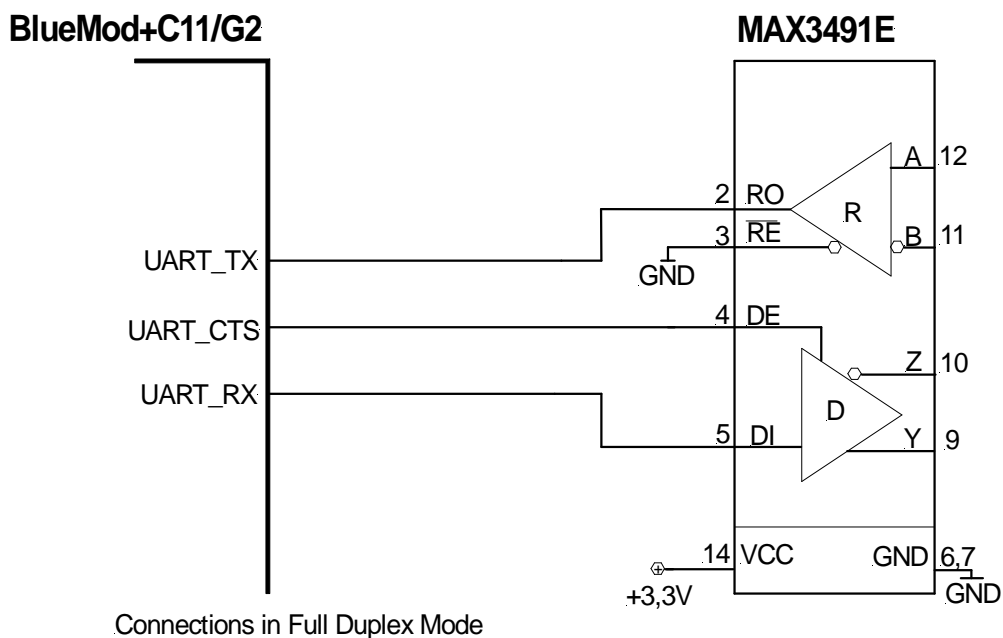 BlueMod+C11/G2
MAX3491E
A 12
2 RO
R
3 RE
B 11
GND
UART_TX
4 DE
UART_CTS
Z 10
UART_RX
D
5 DI
Y 9
14 VCC
GND 6,7
+3,3V
GND
Connections in Full Duplex Mode